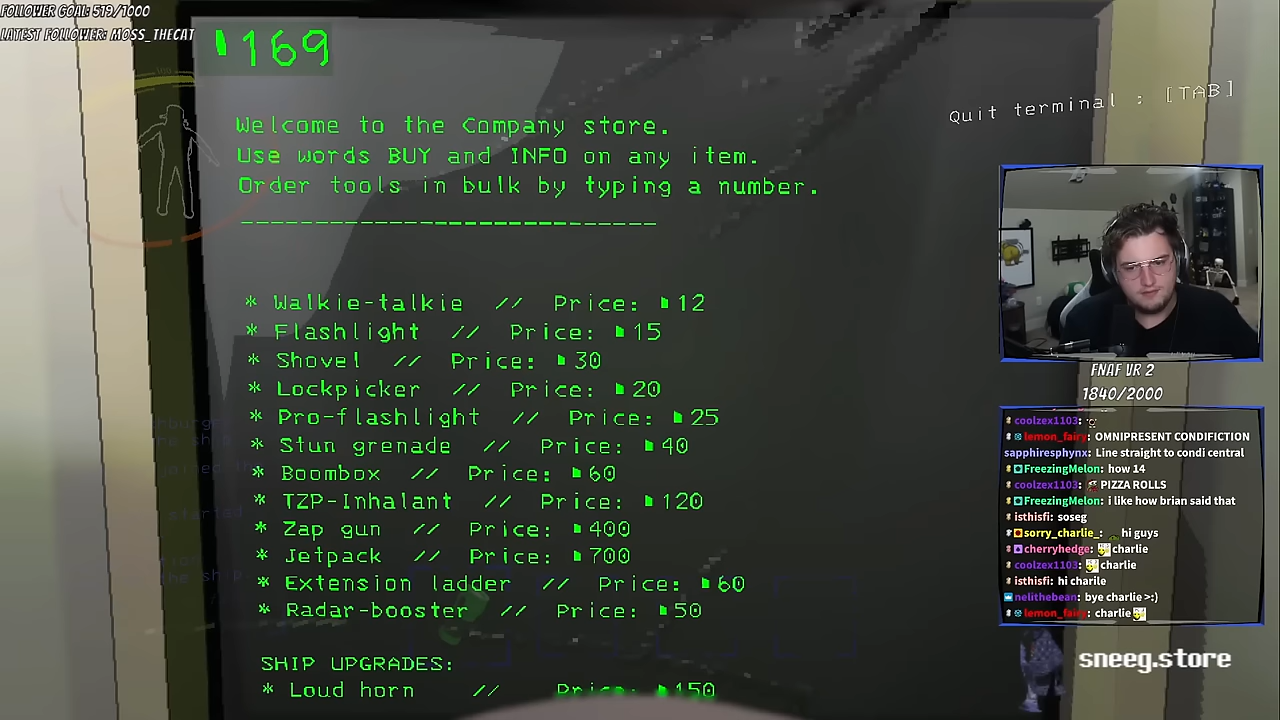 FOLLOWER GOAL: 519/1000
LATEST FOLLOWER: MOSS_THECAT
169
Quit terminal : [TAB]
Welcome to the Company store.
Use words BUY and INFO on any item.
Order tools in bulk by typing a number.
____________________________
* Walkie-talkie // Price: ▮12
* Flashlight // Price: ▮15
* Shovel // Price: ▮30
* Lockpicker // Price: ▮20
* Pro-flashlight // Price: ▮25
* Stun grenade // Price: ▮40
* Boombox // Price: ▮60
* TZP-Inhalant // Price: ▮120
* Zap gun // Price: ▮400
* Jetpack // Price: ▮700
* Extension ladder // Price: ▮60
* Radar-booster // Price: ▮50
SHIP UPGRADES:
* Loud horn // Price: ▮150
FNAF VR 2
1840/2000
coolzex1103:
lemon_fairy: OMNIPRESENT CONDIFICTION
sapphiresphynx: Line straight to condi central
FreezingMelon: how 14
coolzex1103: PIZZA ROLLS
FreezingMelon: i like how brian said that
isthisfi: soseg
sorry_charlie_: hi guys
cherryhedge: charlie
coolzex1103: charlie
isthisfi: hi charile
nelithebean: bye charlie >:)
lemon_fairy: charlie
sneeg.store